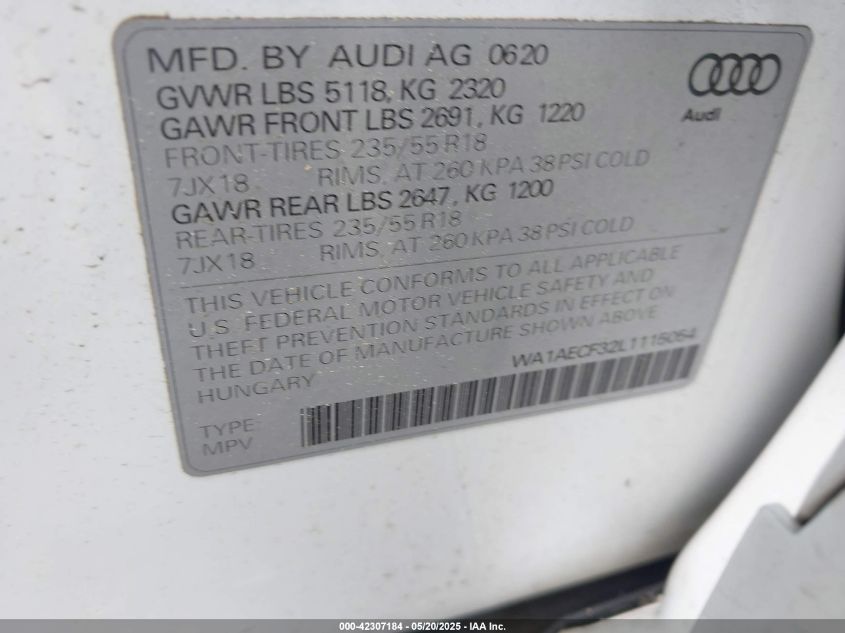 MFD. BY AUDI AG 0620
GVWR LBS 5118, KG 2320
GAWR FRONT LBS 2691, KG 1220
FRONT-TIRES 235/55 R18
7JX18 RIMS, AT 260 KPA 38 PSI COLD
GAWR REAR LBS 2647, KG 1200
REAR-TIRES 235/55 R18
7JX18 RIMS, AT 260 KPA 38 PSI COLD
Audi
THIS VEHICLE CONFORMS TO ALL APPLICABLE
U.S. FEDERAL MOTOR VEHICLE SAFETY AND
THEFT PREVENTION STANDARDS IN EFFECT ON
THE DATE OF MANUFACTURE SHOWN ABOVE
HUNGARY
WA1AECF32L1115064
TYPE:
MPV
000-42307184 - 05/20/2025 - IAA Inc.